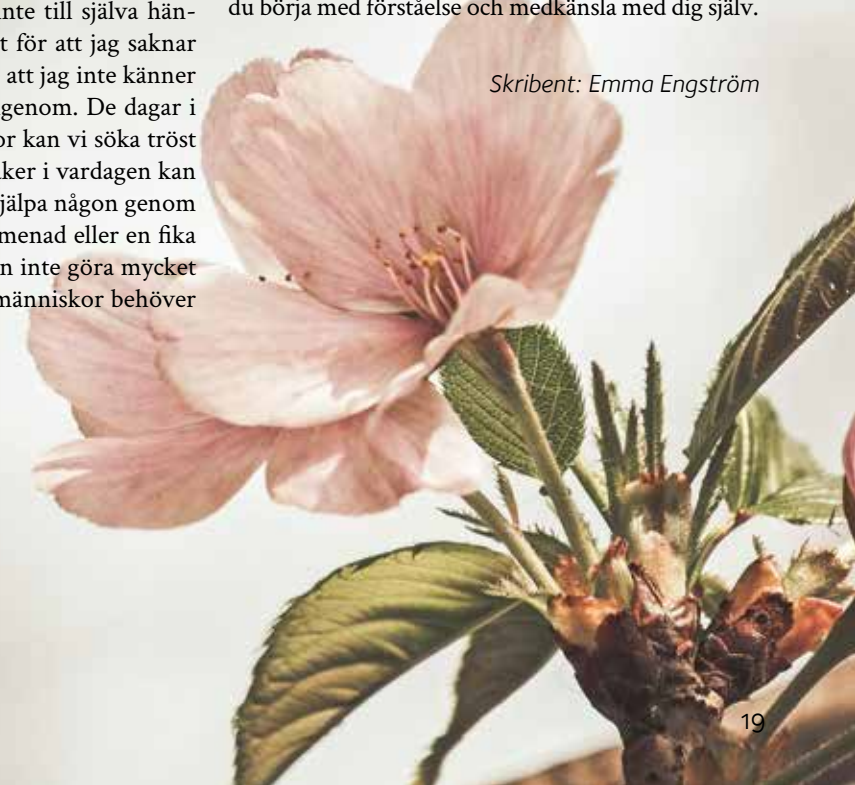 inte till själva hän-
t för att jag saknar
att jag inte känner
genom. De dagar i
or kan vi söka tröst
ker i vardagen kan
jälpa någon genom
menad eller en fika
n inte göra mycket
människor behöver
du börja med förståelse och medkänsla med dig själv.
Skribent: Emma Engström
19